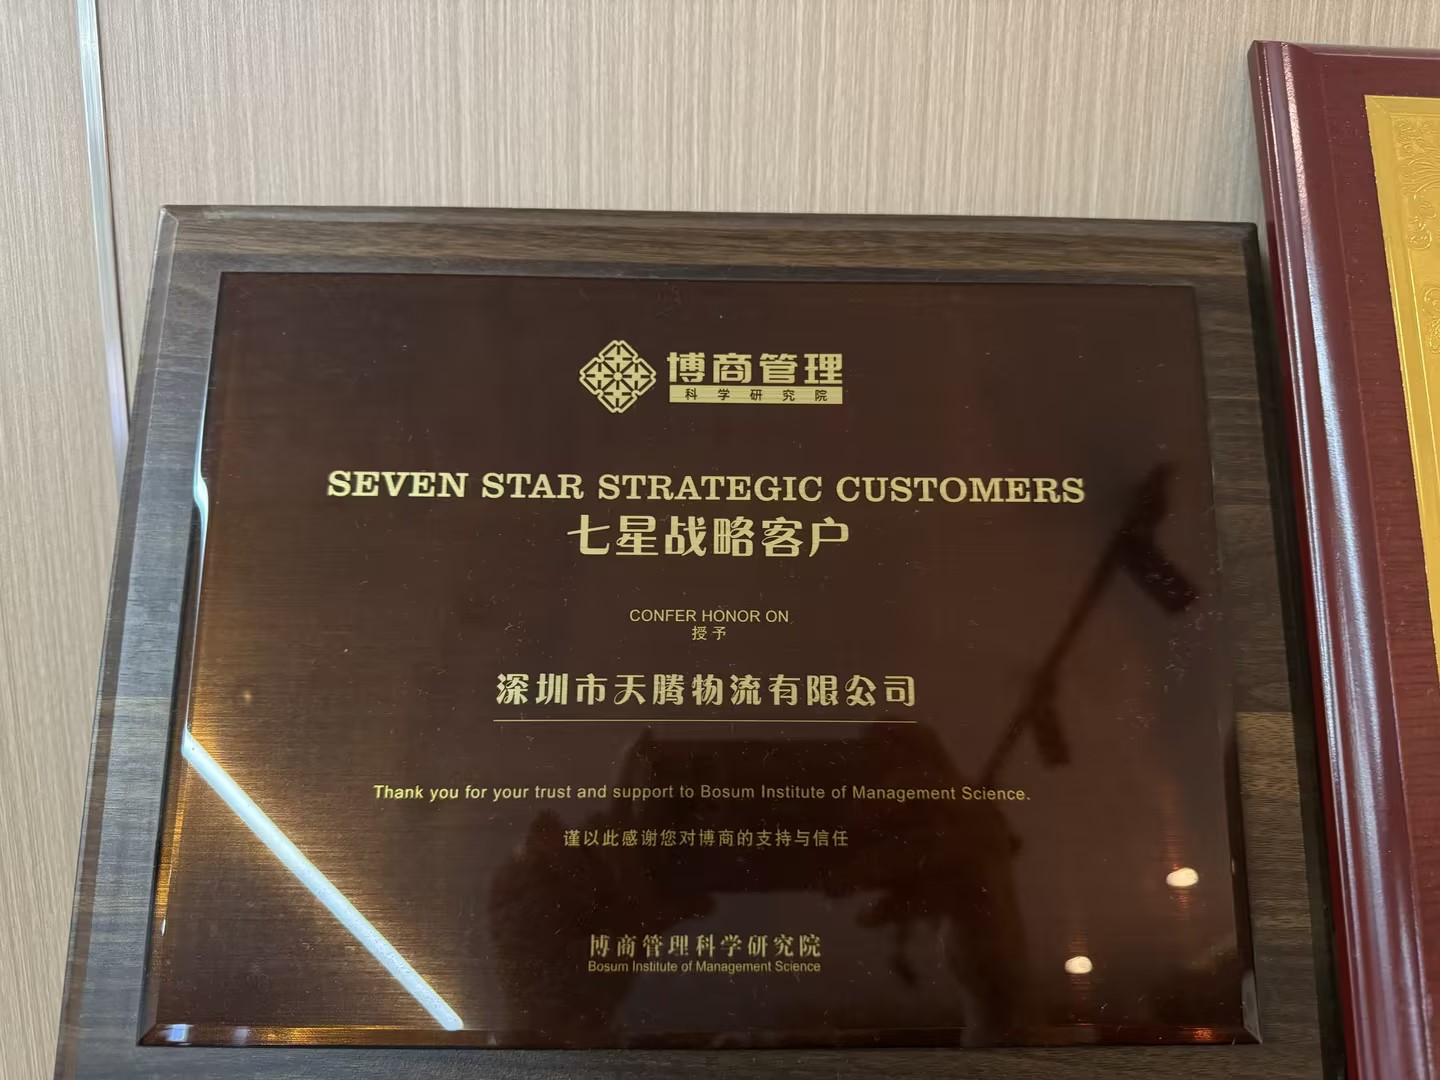 博商管理
科学研究院
SEVEN STAR STRATEGIC CUSTOMERS
七星战略客户
CONFER HONOR ON
授予
深圳市天腾物流有限公司
Thank you for your trust and support to Bosum Institute of Management Science.
谨以此感谢您对博商的支持与信任
博商管理科学研究院
Bosum Institute of Management Science